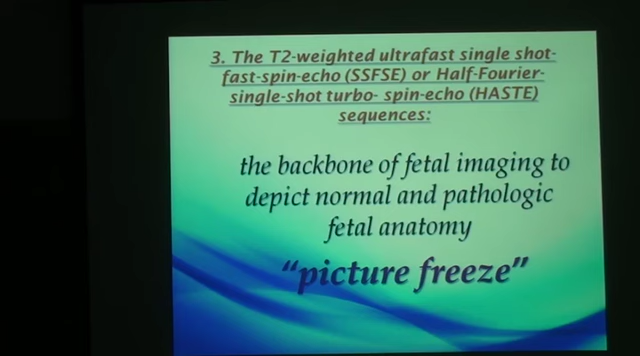 3. The T2-weighted ultrafast single shot-
fast-spin-echo (SSFSE) or Half-Fourier-
single-shot turbo- spin-echo (HASTE)
sequences:
the backbone of fetal imaging to
depict normal and pathologic
fetal anatomy
“picture freeze”